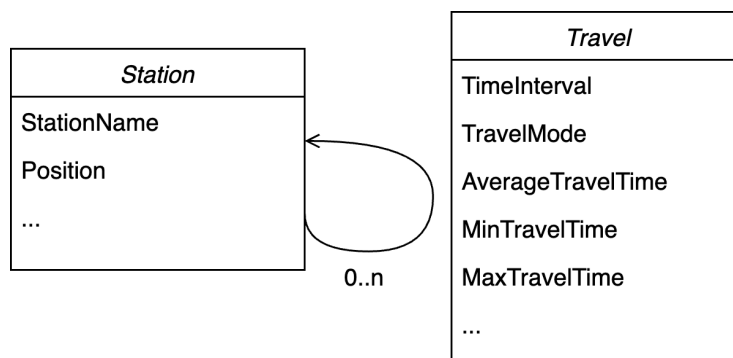 Station
StationName
Position
...
0..n
Travel
TimeInterval
TravelMode
AverageTravelTime
MinTravelTime
MaxTravelTime
...